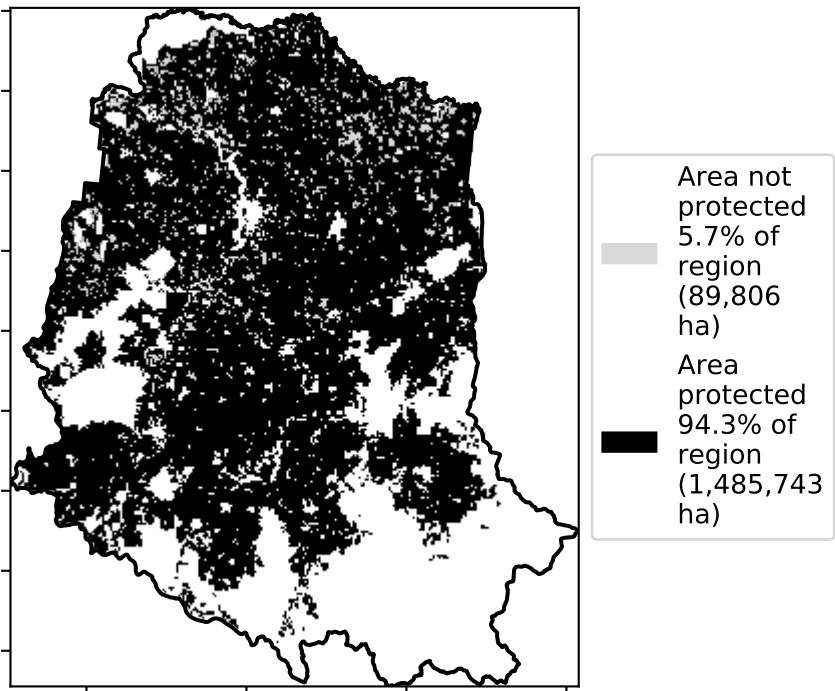 Area not
protected
5.7% of
region
(89,806
ha)
Area
protected
94.3% of
region
(1,485,743
ha)